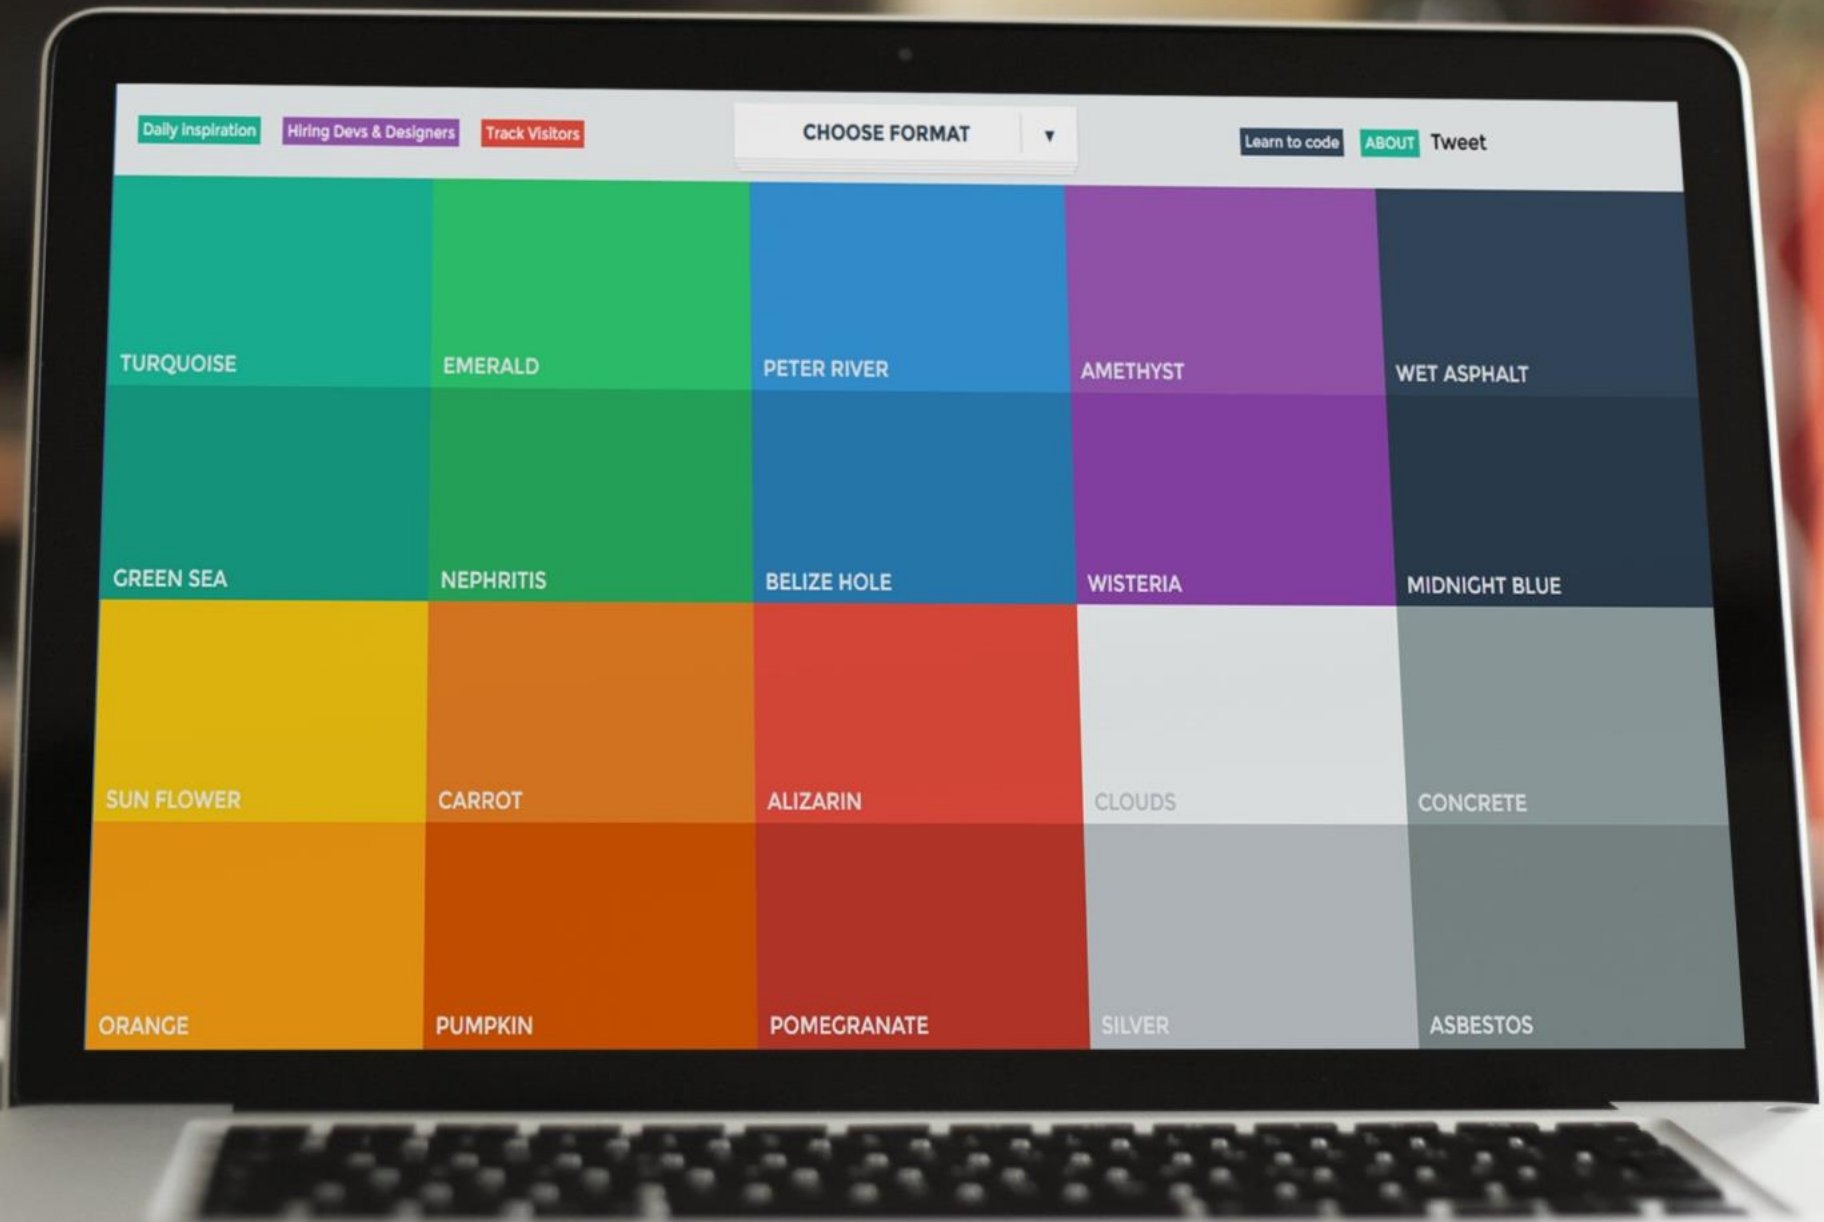 Daily inspiration Hiring Devs & Designers Track Visitors CHOOSE FORMAT ▼ Learn to code ABOUT Tweet
TURQUOISE EMERALD PETER RIVER AMETHYST WET ASPHALT
GREEN SEA NEPHRITIS BELIZE HOLE WISTERIA MIDNIGHT BLUE
SUN FLOWER CARROT ALIZARIN CLOUDS CONCRETE
ORANGE PUMPKIN POMEGRANATE SILVER ASBESTOS